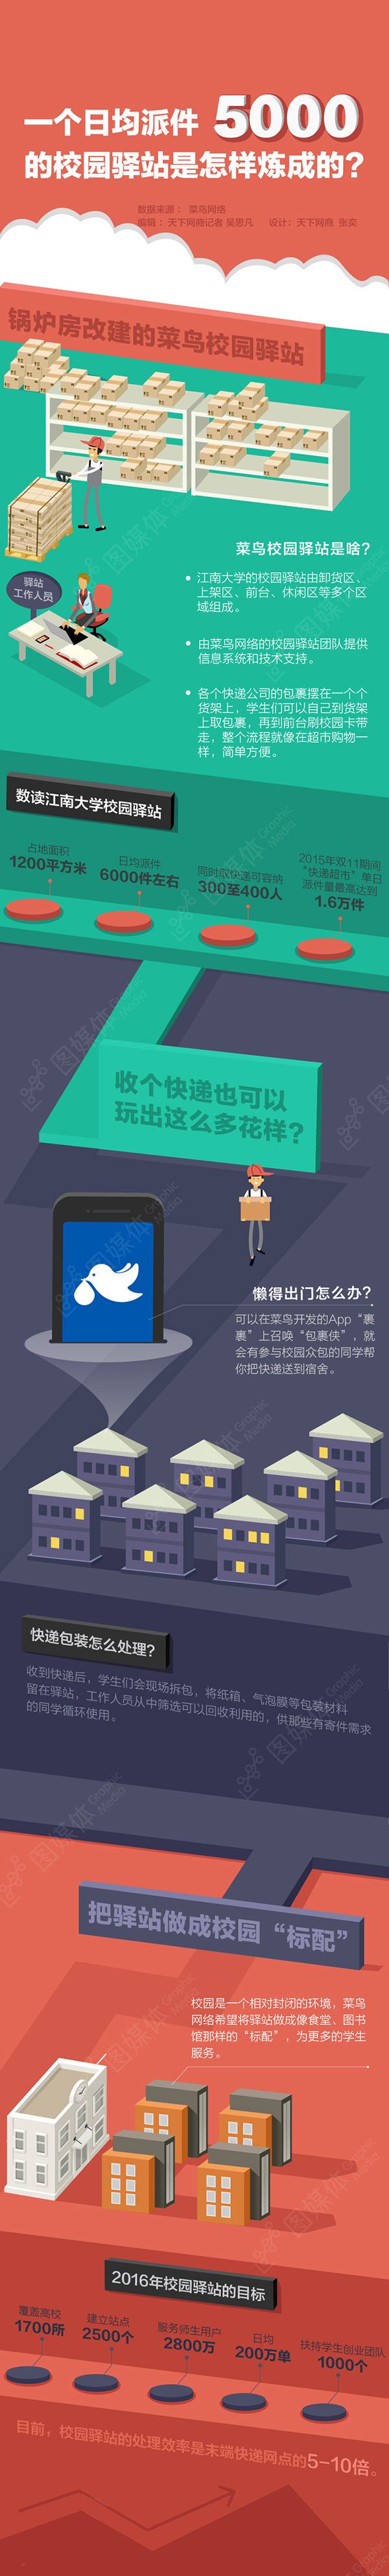 一个日均派件 5000
的校园驿站是怎样炼成的?
数据来源： 菜鸟网络
编辑：天下网商记者 吴思凡 设计：天下网商 张奕
锅炉房改建的菜鸟校园驿站
菜鸟校园驿站是啥?
驿站
工作人员
• 江南大学的校园驿站由卸货区、
上架区、前台、休闲区等多个区
域组成。
• 由菜鸟网络的校园驿站团队提供
信息系统和技术支持。
• 各个快递公司的包裹摆在一个个
货架上，学生们可以自己到货架
上取包裹，再到前台刷校园卡带
走，整个流程就像在超市购物一
样，简单方便。
数读江南大学校园驿站
占地面积
1200平方米
日均派件
6000件左右
同时取快递可容纳
300至400人
2015年双11期间
“快递超市”单日
派件量最高达到
1.6万件
收个快递也可以
玩出这么多花样?
懒得出门怎么办?
可以在菜鸟开发的App“裹
裹”上召唤“包裹侠”，就
会有参与校园众包的同学帮
你把快递送到宿舍。
快递包装怎么处理?
收到快递后，学生们会现场拆包，将纸箱、气泡膜等包装材料
留在驿站，工作人员从中筛选可以回收利用的，供那些有寄件需求
的同学循环使用。
把驿站做成校园“标配”
校园是一个相对封闭的环境，菜鸟
网络希望将驿站做成像食堂、图书
馆那样的“标配”，为更多的学生
服务。
2016年校园驿站的目标
覆盖高校
1700所
建立站点
2500个
服务师生用户
2800万
日均
200万单
扶持学生创业团队
1000个
目前，校园驿站的处理效率是末端快递网点的5-10倍。
图媒体 Graphic Media